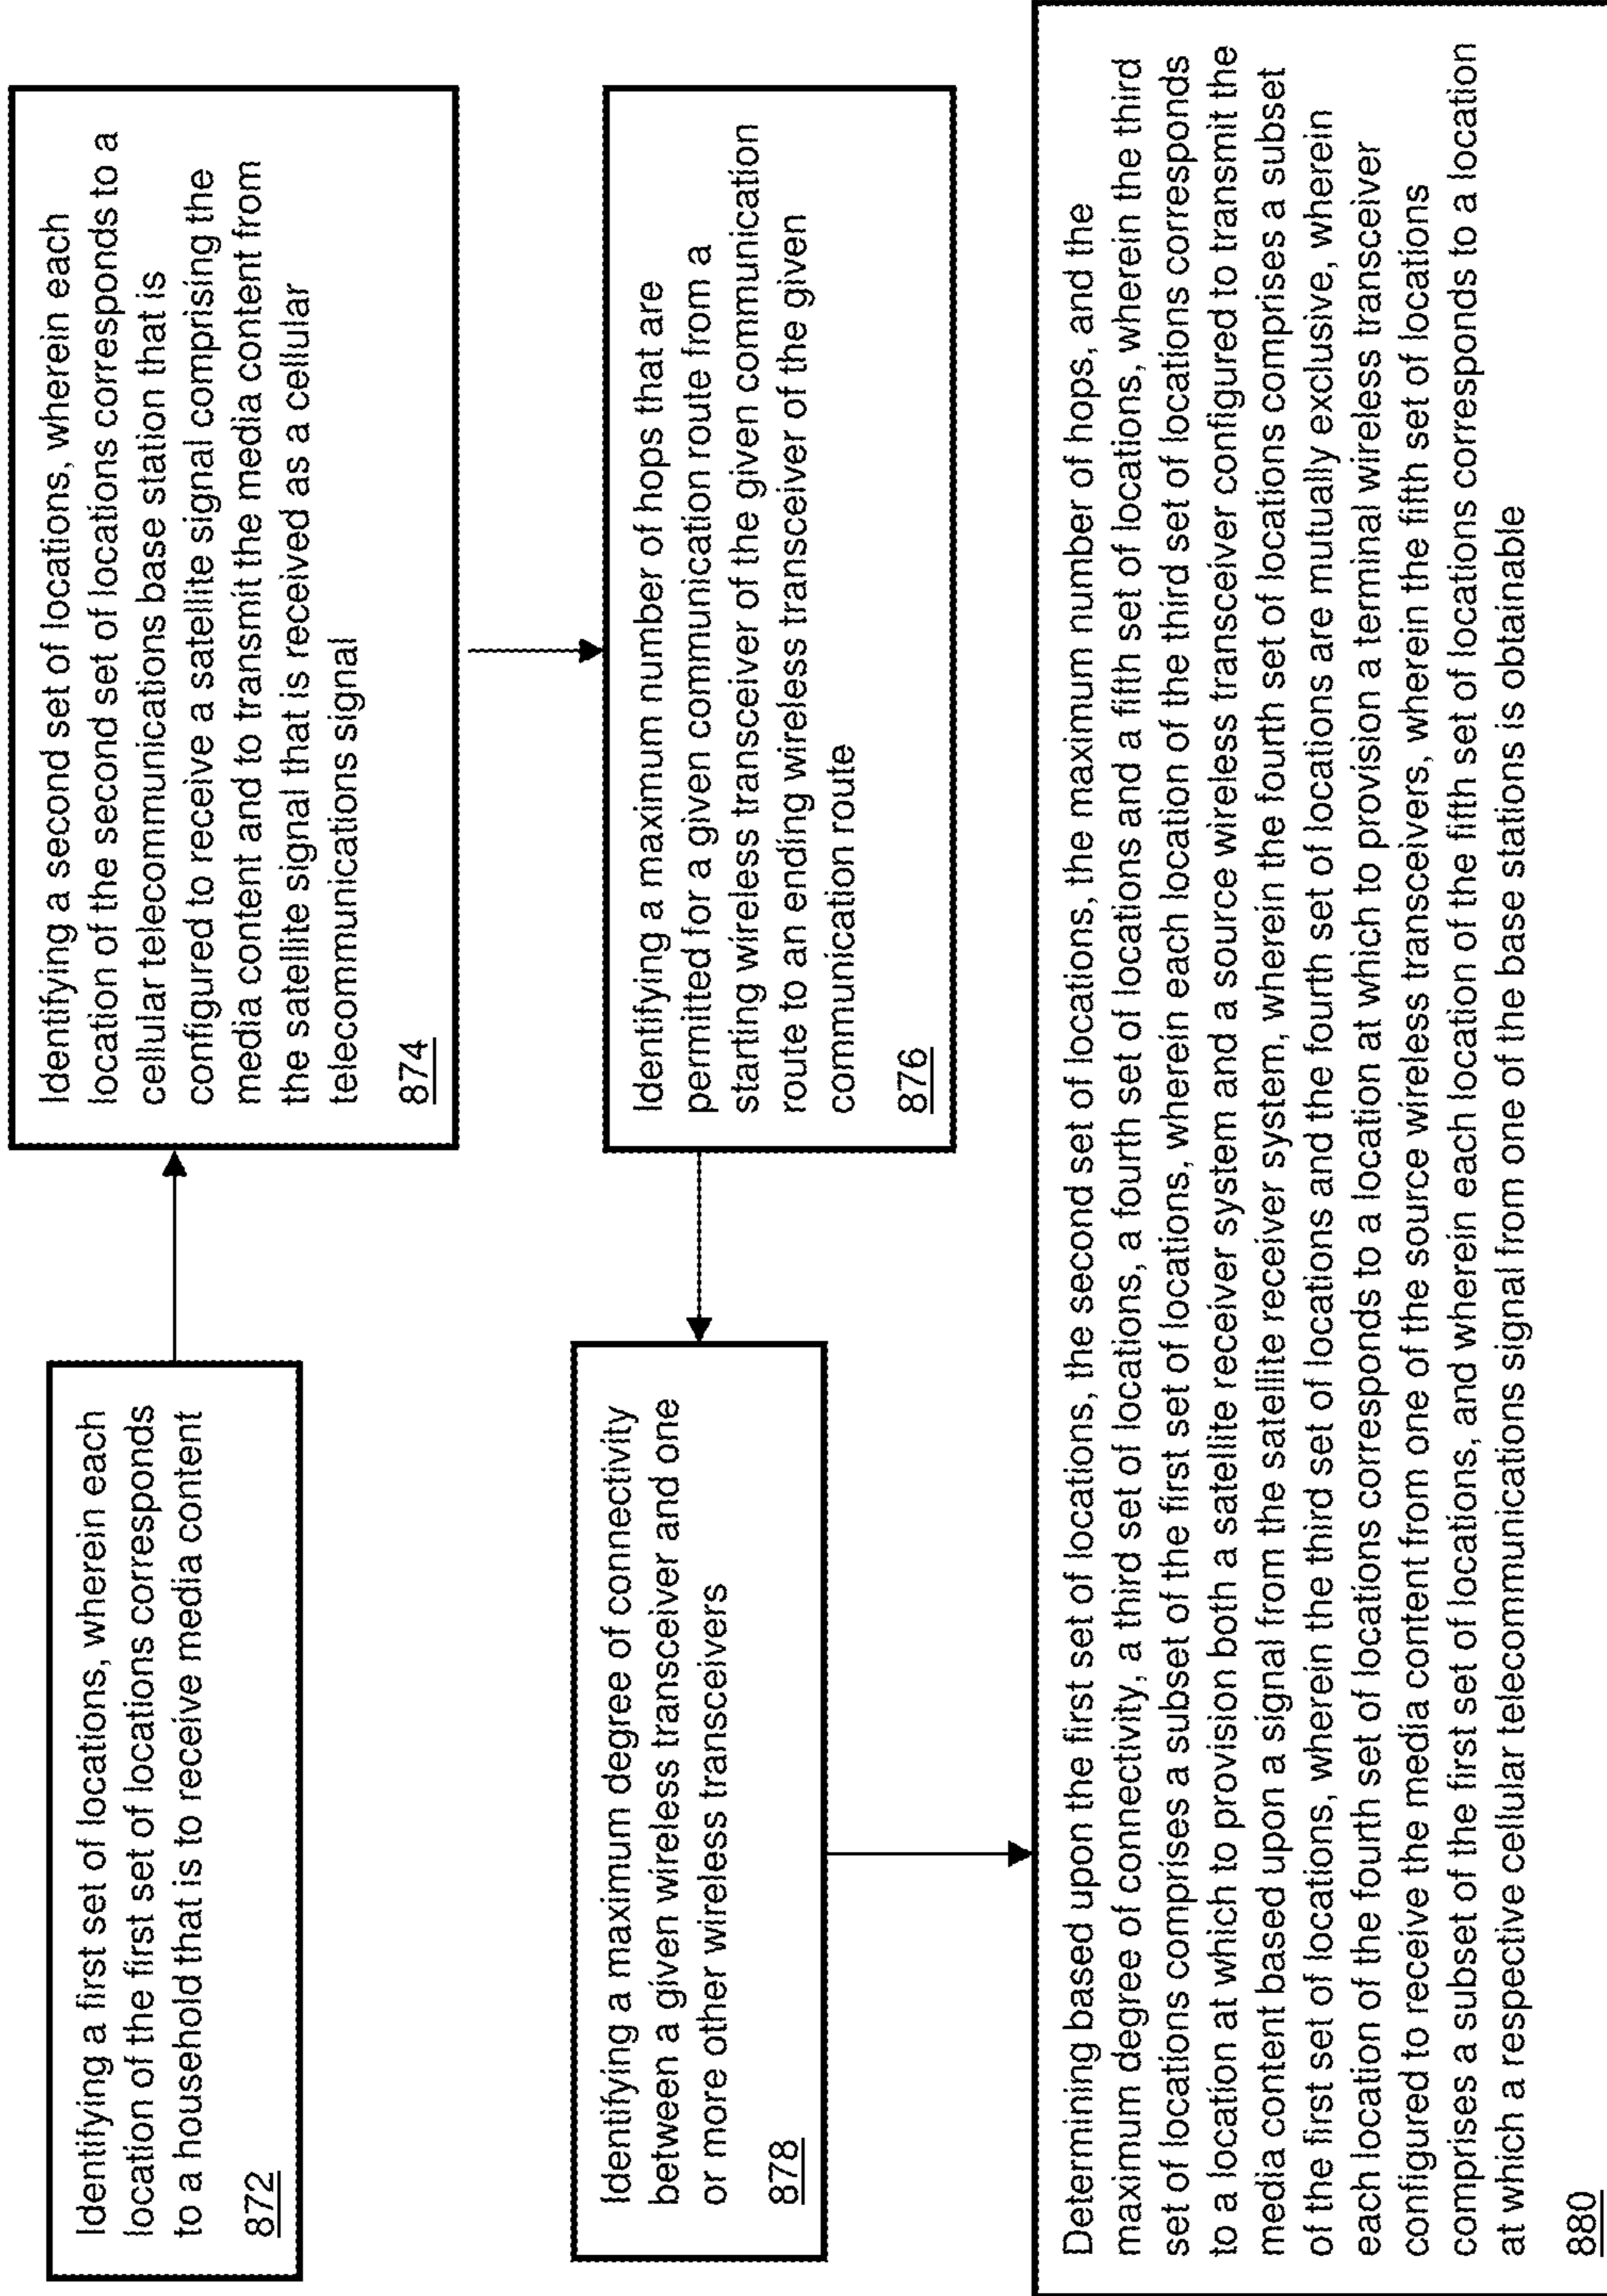 Identifying a first set of locations, wherein each
location of the first set of locations corresponds
to a household that is to receive media content
872
Identifying a second set of locations, wherein each
location of the second set of locations corresponds to a
cellular telecommunications base station that is
configured to receive a satellite signal comprising the
media content and to transmit the media content from
the satellite signal that is received as a cellular
telecommunications signal
874
Identifying a maximum number of hops that are
permitted for a given communication route from a
starting wireless transceiver of the given communication
route to an ending wireless transceiver of the given
communication route
876
Identifying a maximum degree of connectivity
between a given wireless transceiver and one
or more other wireless transceivers
878
Determining based upon the first set of locations, the second set of locations, the maximum number of hops, and the
maximum degree of connectivity, a third set of locations, a fourth set of locations and a fifth set of locations, wherein the third
set of locations comprises a subset of the first set of locations, wherein each location of the third set of locations corresponds
to a location at which to provision both a satellite receiver system and a source wireless transceiver configured to transmit the
media content based upon a signal from the satellite receiver system, wherein the fourth set of locations comprises a subset
of the first set of locations, wherein the third set of locations and the fourth set of locations are mutually exclusive, wherein
each location of the fourth set of locations corresponds to a location at which to provision a terminal wireless transceiver
configured to receive the media content from one of the source wireless transceivers, wherein the fifth set of locations
comprises a subset of the first set of locations, and wherein each location of the fifth set of locations corresponds to a location
at which a respective cellular telecommunications signal from one of the base stations is obtainable
880